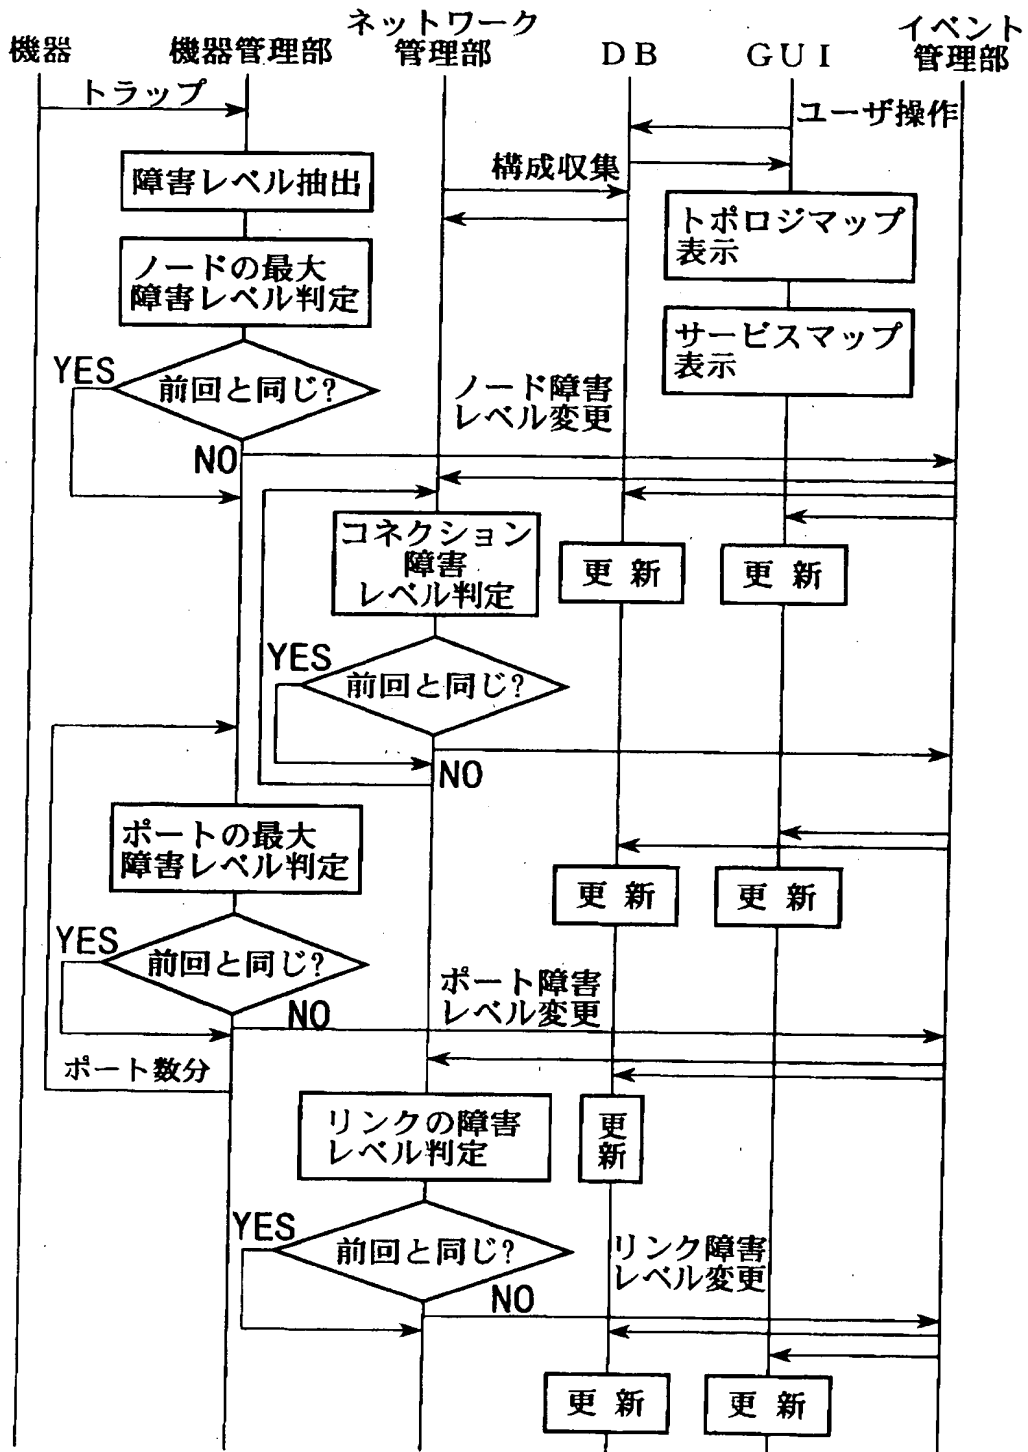 機器
機器管理部
ネットワーク
管理部
DB
GUI
イベント
管理部
トラップ
ユーザ操作
障害レベル抽出
構成収集
トポロジマップ
表示
ノードの最大
障害レベル判定
サービスマップ
表示
YES
前回と同じ?
ノード障害
レベル変更
NO
コネクション
障害
レベル判定
更新
更新
YES
前回と同じ?
NO
ポートの最大
障害レベル判定
更新
更新
YES
前回と同じ?
ポート障害
レベル変更
NO
ポート数分
リンクの障害
レベル判定
更
新
YES
前回と同じ?
リンク障害
レベル変更
NO
更新
更新